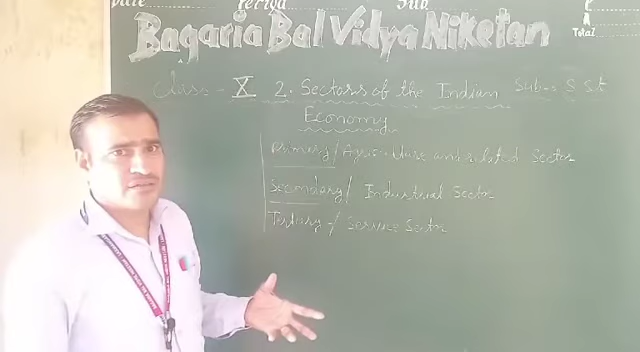 Date Period Sub
P
A
Total
Bagaria Bal Vidya Niketan
Class - X 2. Sectors of the Indian Sub - S St
Economy
Primary / Agriculture and related Sector
Secondary / Industrial Sector
Tertiary / Service Sector